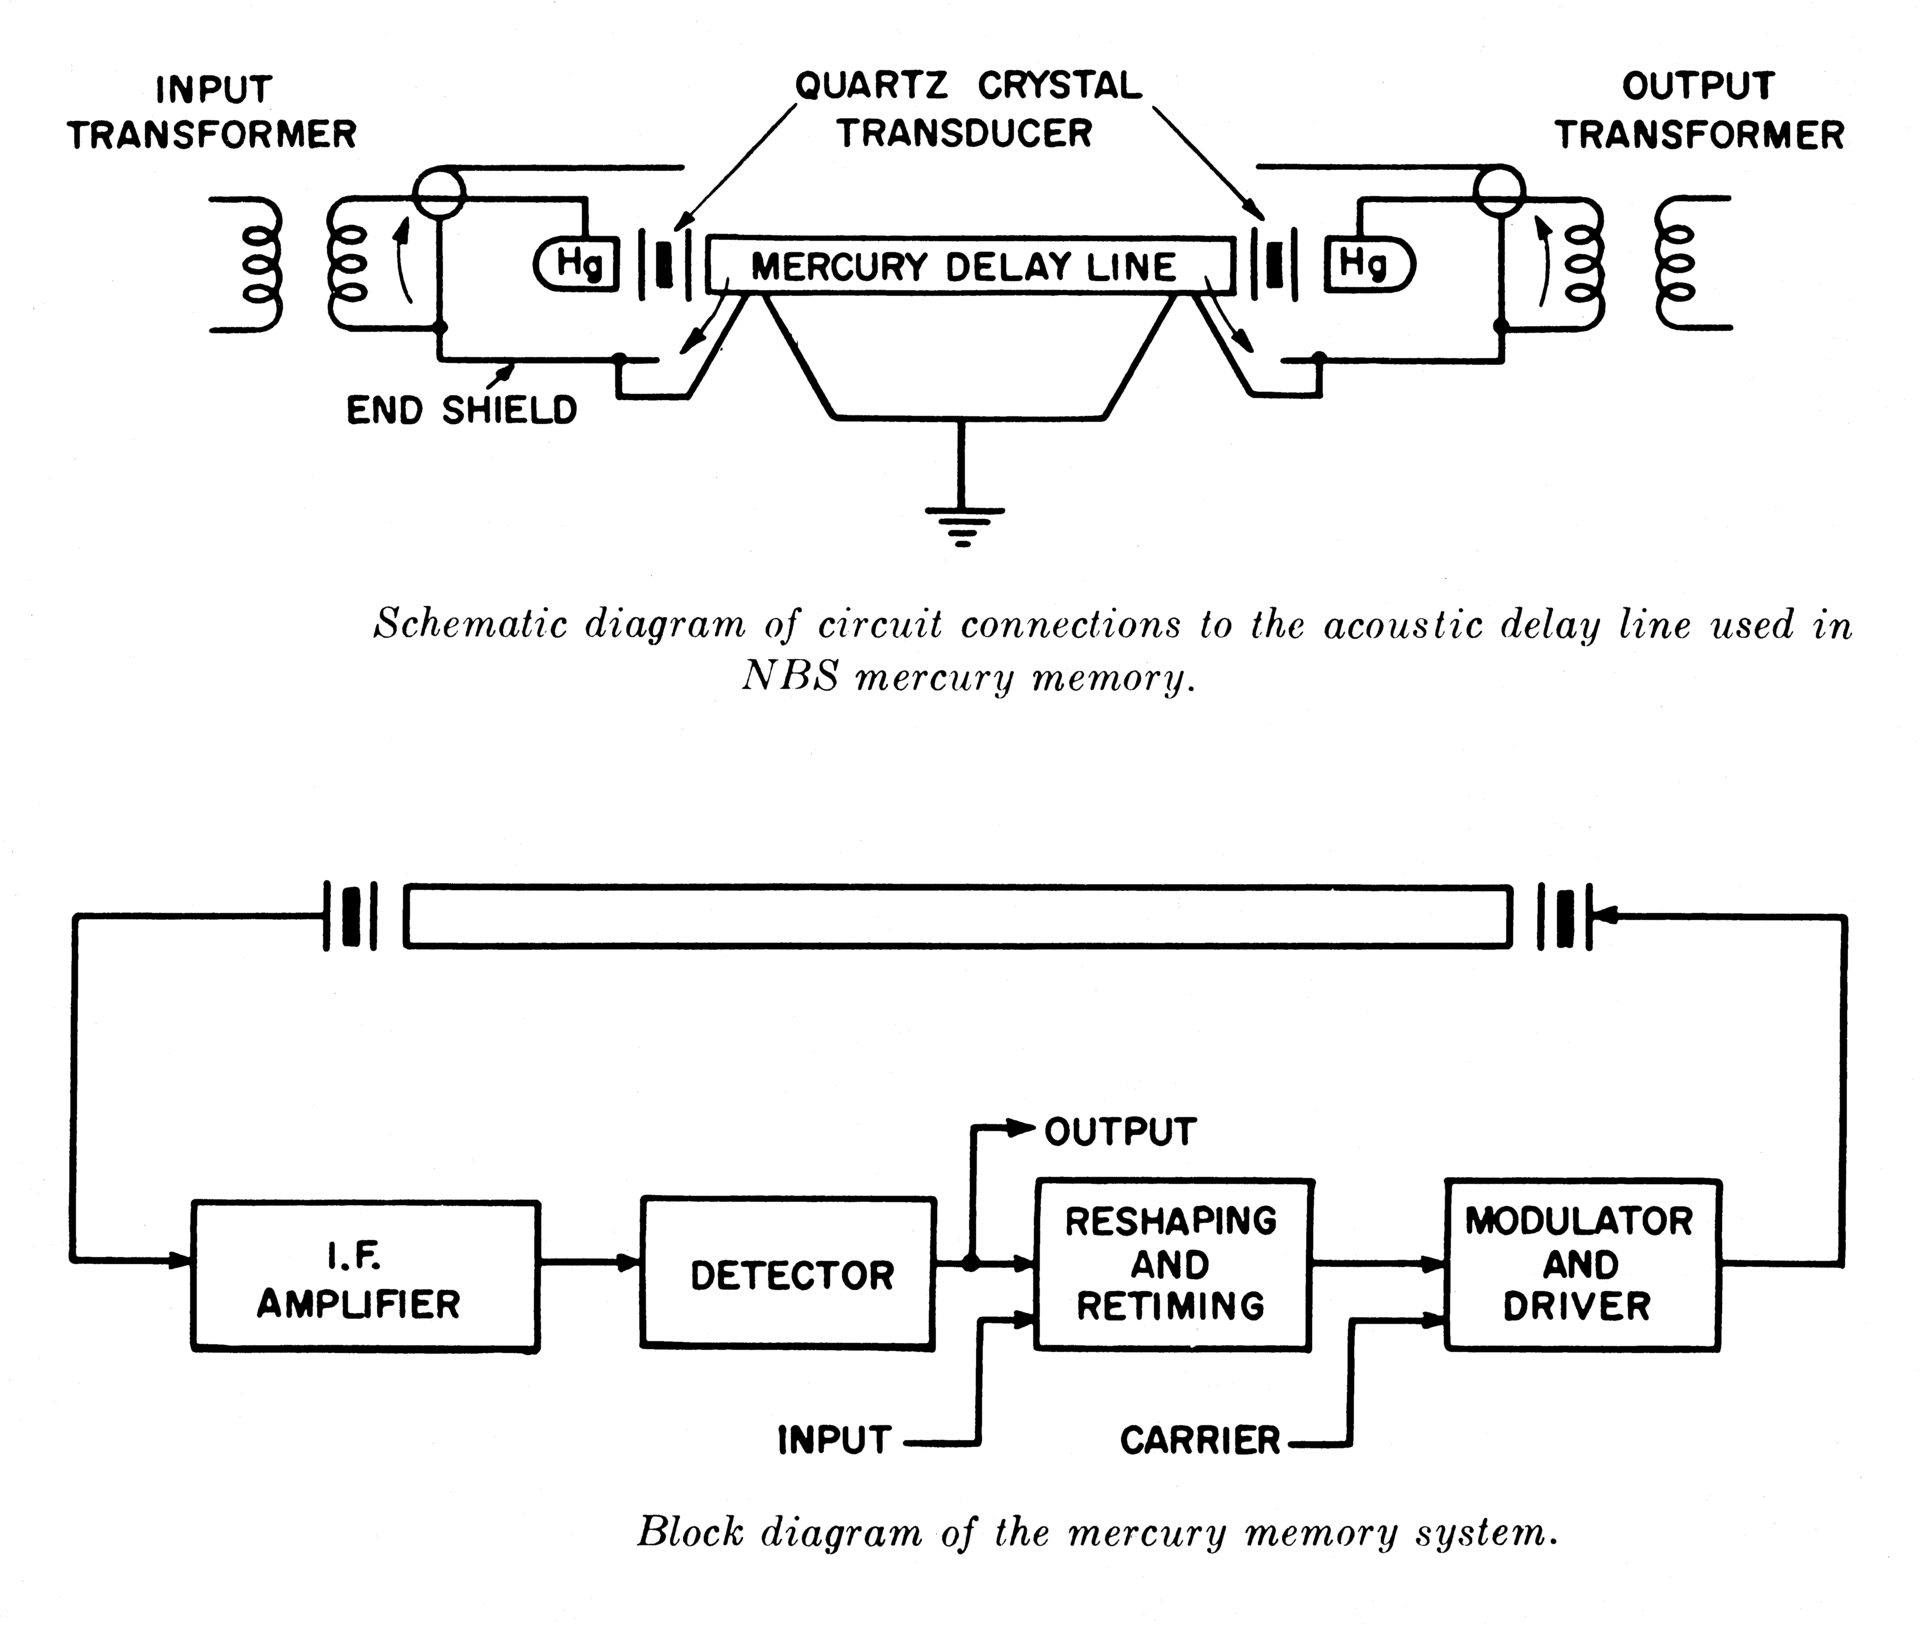 INPUT
TRANSFORMER
QUARTZ CRYSTAL
TRANSDUCER
OUTPUT
TRANSFORMER
Hg
MERCURY DELAY LINE
Hg
END SHIELD
Schematic diagram of circuit connections to the acoustic delay line used in
NBS mercury memory.
OUTPUT
I.F.
AMPLIFIER
DETECTOR
RESHAPING
AND
RETIMING
MODULATOR
AND
DRIVER
INPUT
CARRIER
Block diagram of the mercury memory system.